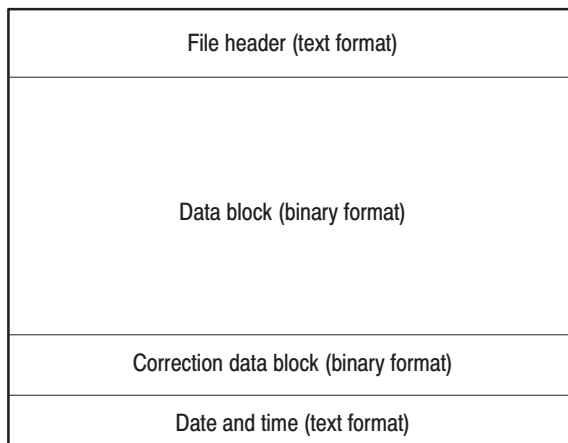 File header (text format)
Data block (binary format)
Correction data block (binary format)
Date and time (text format)